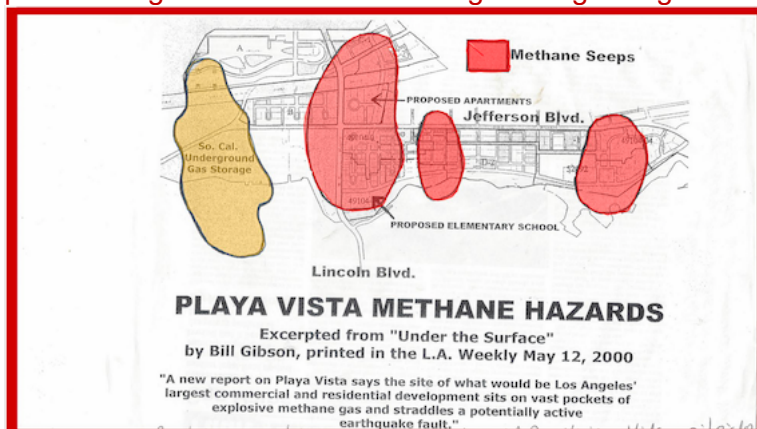 Methane Seeps
PROPOSED APARTMENTS
Jefferson Blvd.
So. Cal.
Underground
Gas Storage
PROPOSED ELEMENTARY SCHOOL
Lincoln Blvd.
PLAYA VISTA METHANE HAZARDS
Excerpted from "Under the Surface"
by Bill Gibson, printed in the L.A. Weekly May 12, 2000
"A new report on Playa Vista says the site of what would be Los Angeles'
largest commercial and residential development sits on vast pockets of
explosive methane gas and straddles a potentially active
earthquake fault."